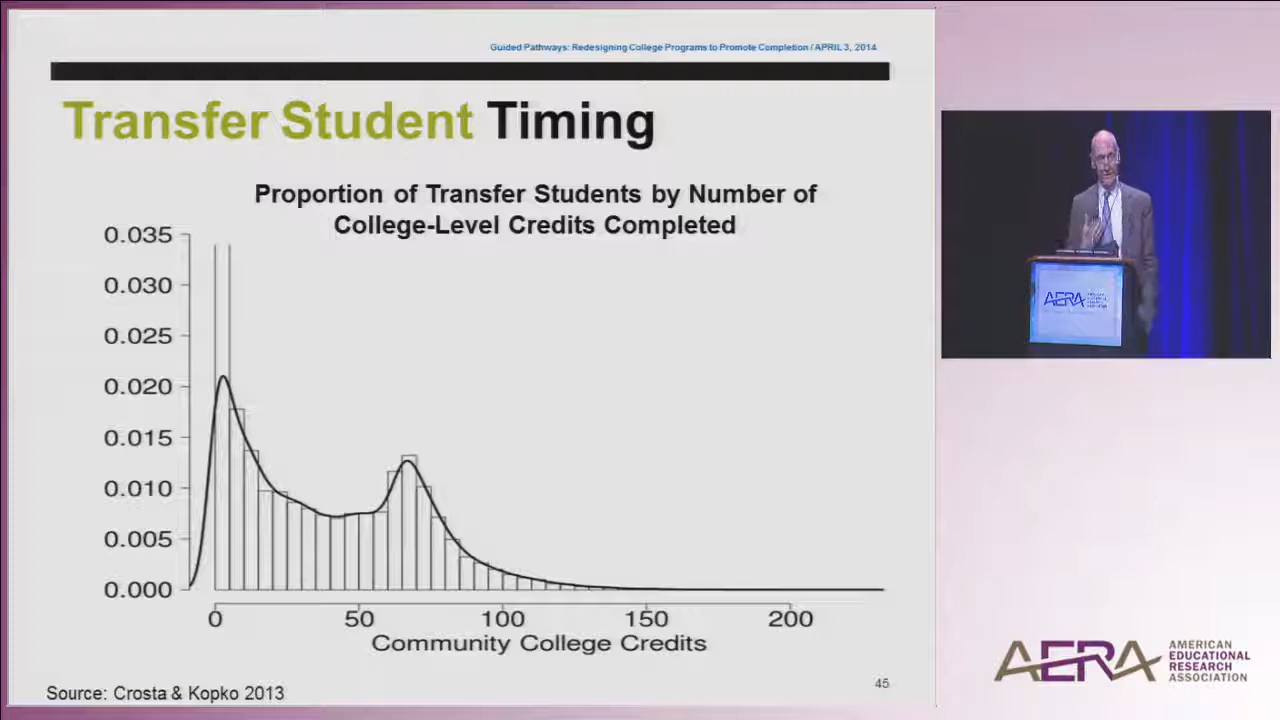 Guided Pathways: Redesigning College Programs to Promote Completion / APRIL 3, 2014
Transfer Student Timing
Proportion of Transfer Students by Number of
College-Level Credits Completed
0.035
0.030
0.025
0.020
0.015
0.010
0.005
0.000
0 50 100 150 200
Community College Credits
Source: Crosta & Kopko 2013
45
AERA
AERA
AMERICAN
EDUCATIONAL
RESEARCH
ASSOCIATION